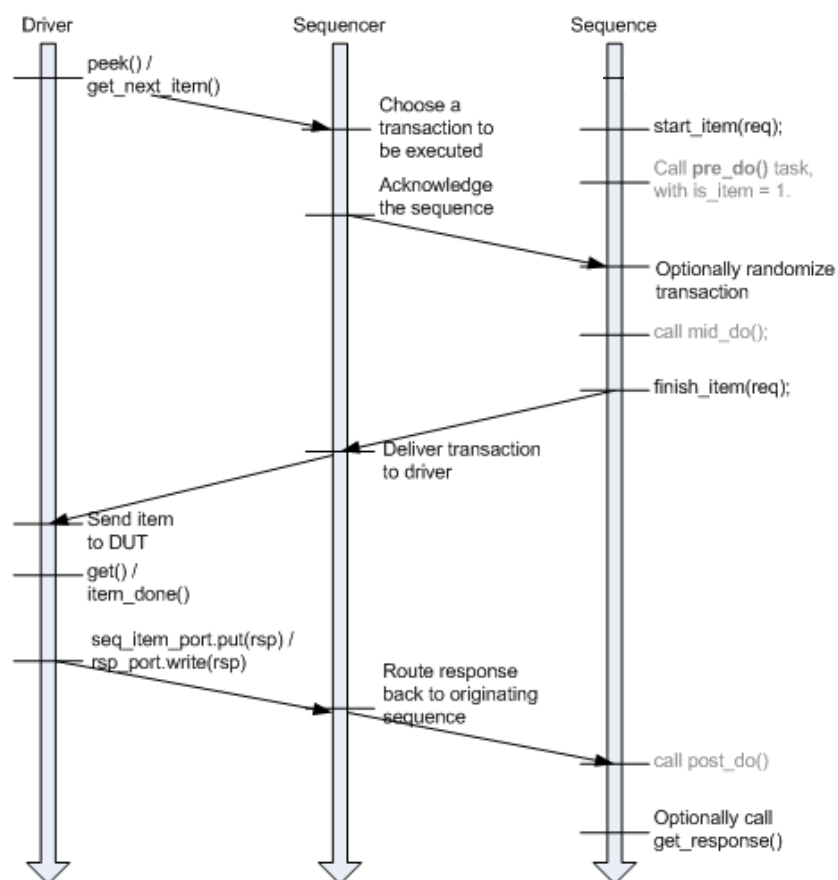 Driver
Sequencer
Sequence
peek() /
get_next_item()
Choose a
transaction to
be executed
start_item(req);
Call pre_do() task,
with is_item = 1.
Acknowledge
the sequence
Optionally randomize
transaction
call mid_do();
finish_item(req);
Deliver transaction
to driver
Send item
to DUT
get() /
item_done()
seq_item_port.put(rsp) /
rsp_port.write(rsp)
Route response
back to originating
sequence
call post_do()
Optionally call
get_response()